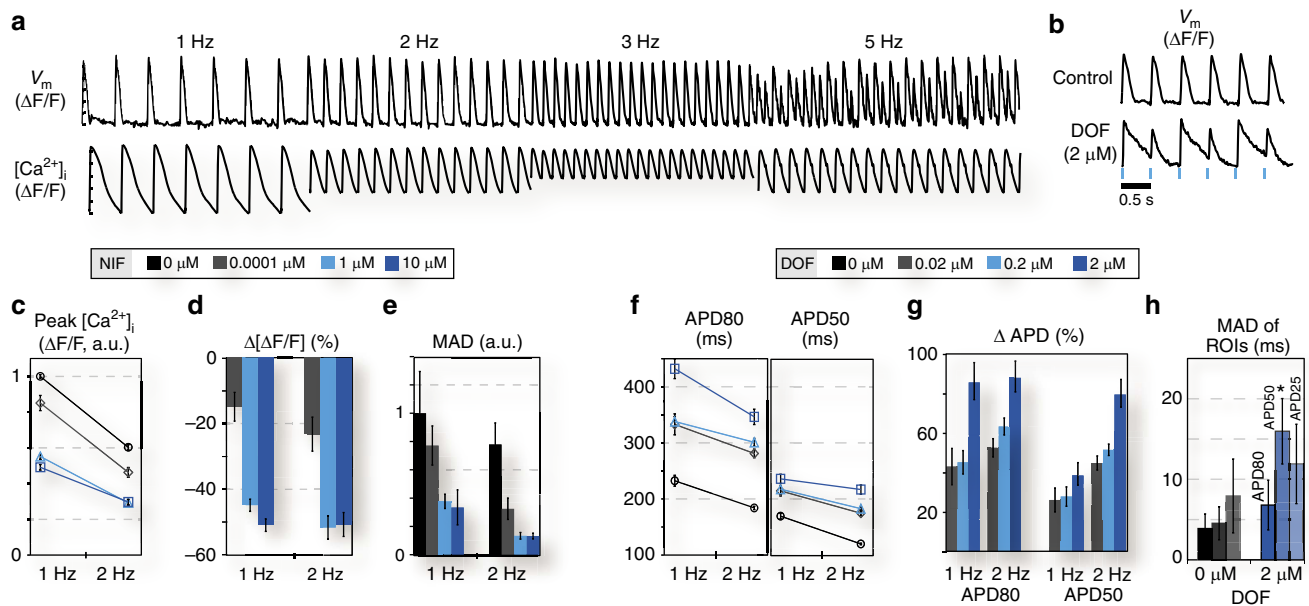 a
1 Hz 2 Hz 3 Hz 5 Hz
Vm
(ΔF/F)
[Ca2+]i
(ΔF/F)
b
Vm
(ΔF/F)
Control
DOF
(2 μM)
0.5 s
NIF 0 μM 0.0001 μM 1 μM 10 μM
DOF 0 μM 0.02 μM 0.2 μM 2 μM
c
Peak [Ca2+]i
(ΔF/F, a.u.)
1
0
1 Hz 2 Hz
d
Δ[ΔF/F] (%)
0
−20
−40
−60
1 Hz 2 Hz
e
MAD (a.u.)
1
0
1 Hz 2 Hz
f
APD80
(ms)
APD50
(ms)
400
300
200
100
1 Hz 2 Hz
1 Hz 2 Hz
g
Δ APD (%)
100
60
20
1 Hz 2 Hz 1 Hz 2 Hz
APD80 APD50
h
MAD of
ROIs (ms)
20
10
0
APD80
APD50
*
APD25
0 μM 2 μM
DOF